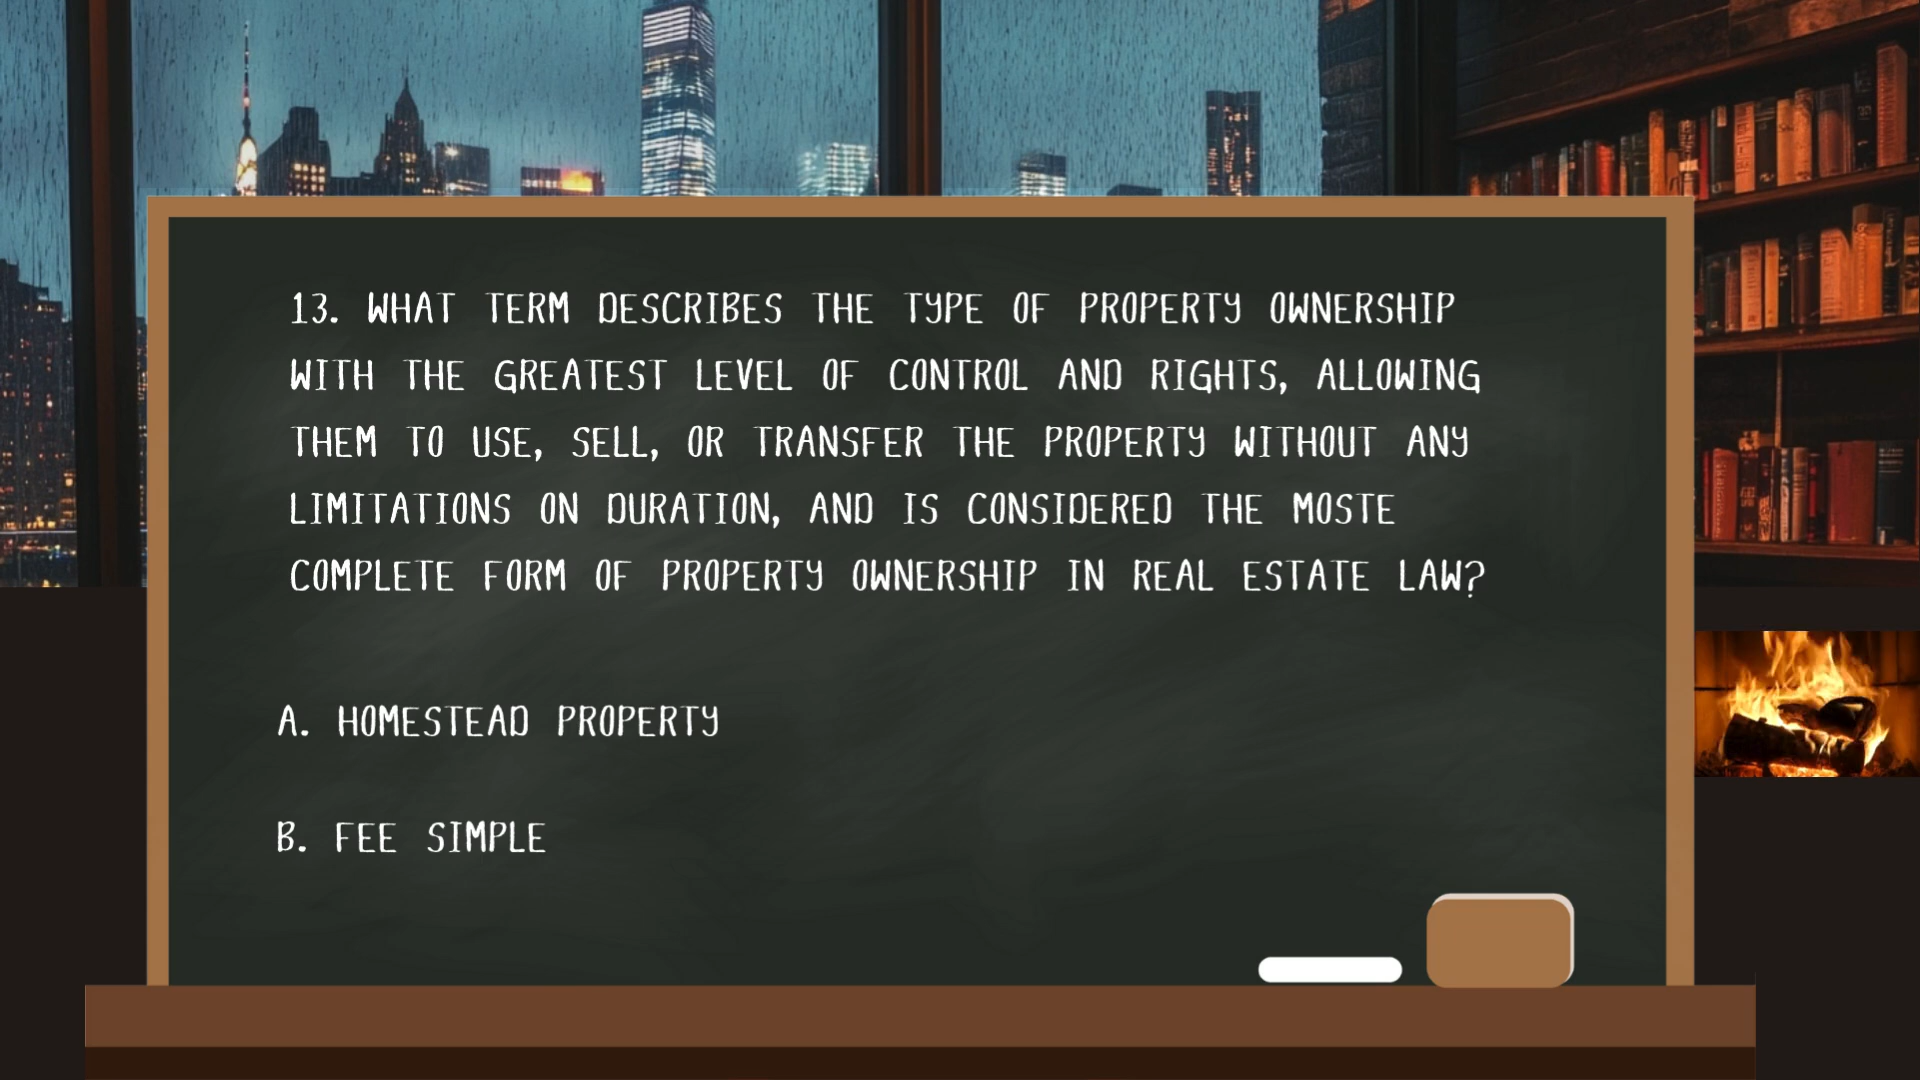 13. WHAT TERM DESCRIBES THE TYPE OF PROPERTY OWNERSHIP
WITH THE GREATEST LEVEL OF CONTROL AND RIGHTS, ALLOWING
THEM TO USE, SELL, OR TRANSFER THE PROPERTY WITHOUT ANY
LIMITATIONS ON DURATION, AND IS CONSIDERED THE MOSTE
COMPLETE FORM OF PROPERTY OWNERSHIP IN REAL ESTATE LAW?
A. HOMESTEAD PROPERTY
B. FEE SIMPLE